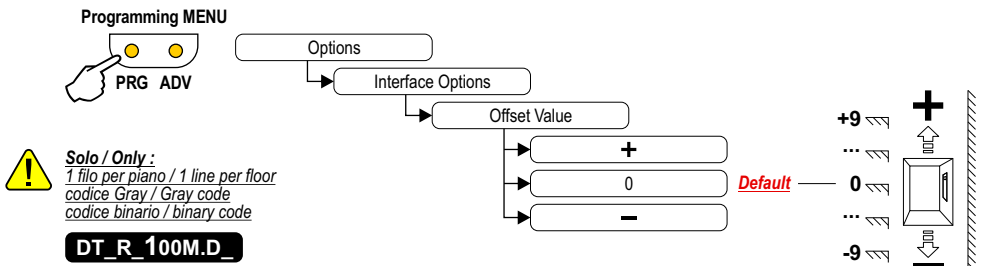 Programming MENU
PRG ADV
Options
Interface Options
Offset Value
+
0
−
Default
Solo / Only :
1 filo per piano / 1 line per floor
codice Gray / Gray code
codice binario / binary code
DT_R_100M.D_
+
+9
...
0
...
-9